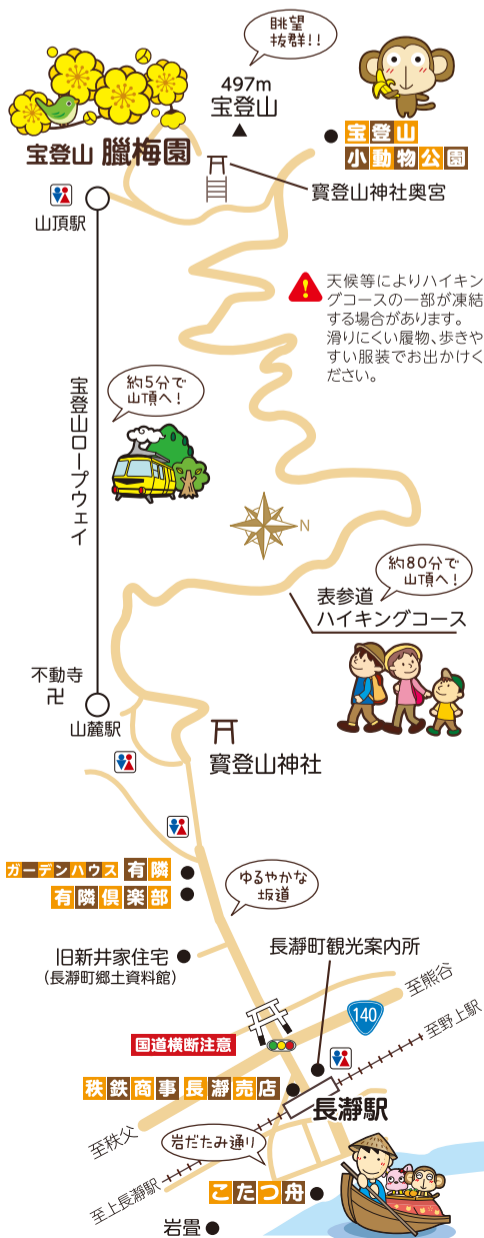 眺望
抜群!!
497m
宝登山
宝登山 臘梅園
宝登山
小動物公園
寶登山神社奥宮
山頂駅
天候等によりハイキン
グコースの一部が凍結
する場合があります。
滑りにくい履物、歩きや
すい服装でお出かけく
ださい。
約5分で
山頂へ!
宝登山ロープウェイ
N
約80分で
山頂へ!
表参道
ハイキングコース
不動寺
卍
山麓駅
寶登山神社
ガーデンハウス 有隣
有隣倶楽部
ゆるやかな
坂道
旧新井家住宅
(長瀞町郷土資料館)
長瀞町観光案内所
至熊谷
140
至野上駅
国道横断注意
秩鉄商事長瀞売店
長瀞駅
至秩父
岩だたみ通り
至上長瀞駅
こたつ舟
岩畳